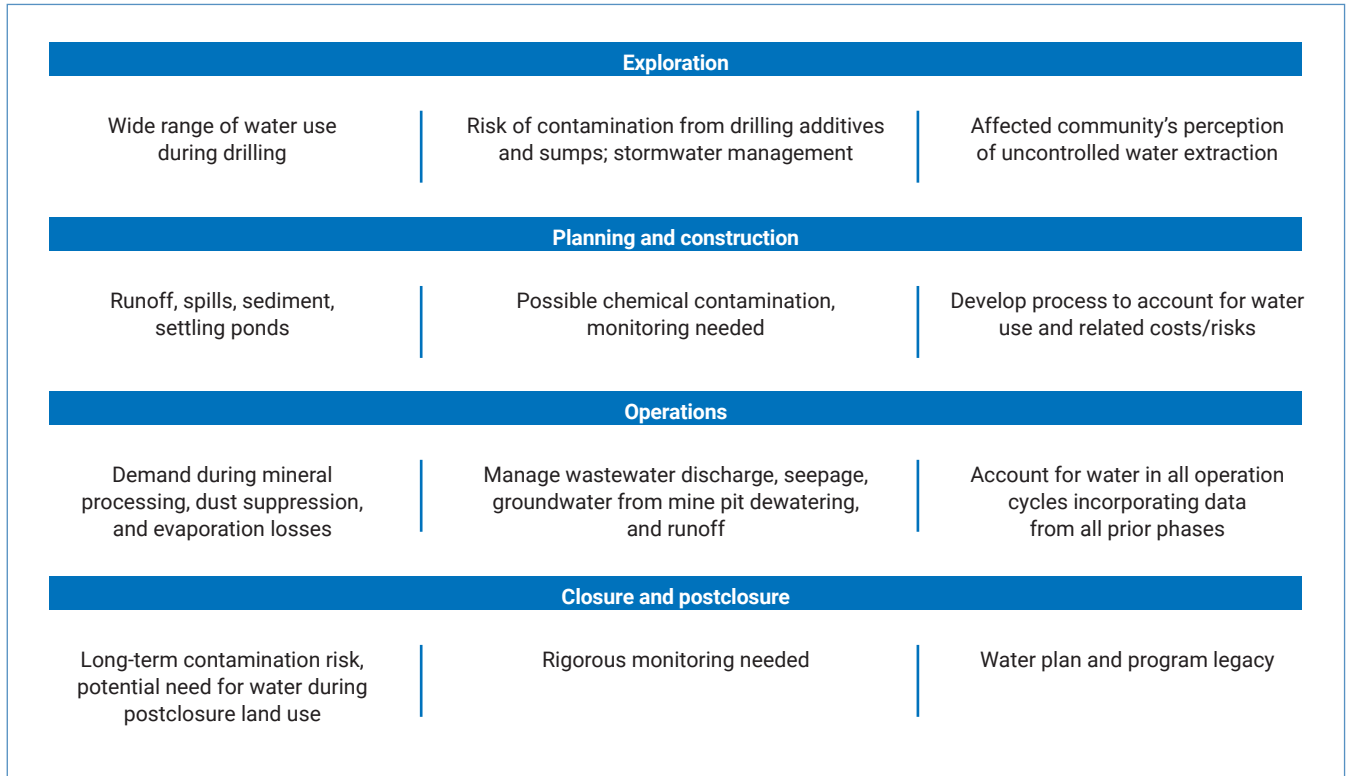 Exploration
Wide range of water use
during drilling
Risk of contamination from drilling additives
and sumps; stormwater management
Affected community’s perception
of uncontrolled water extraction
Planning and construction
Runoff, spills, sediment,
settling ponds
Possible chemical contamination,
monitoring needed
Develop process to account for water
use and related costs/risks
Operations
Demand during mineral
processing, dust suppression,
and evaporation losses
Manage wastewater discharge, seepage,
groundwater from mine pit dewatering,
and runoff
Account for water in all operation
cycles incorporating data
from all prior phases
Closure and postclosure
Long-term contamination risk,
potential need for water during
postclosure land use
Rigorous monitoring needed
Water plan and program legacy